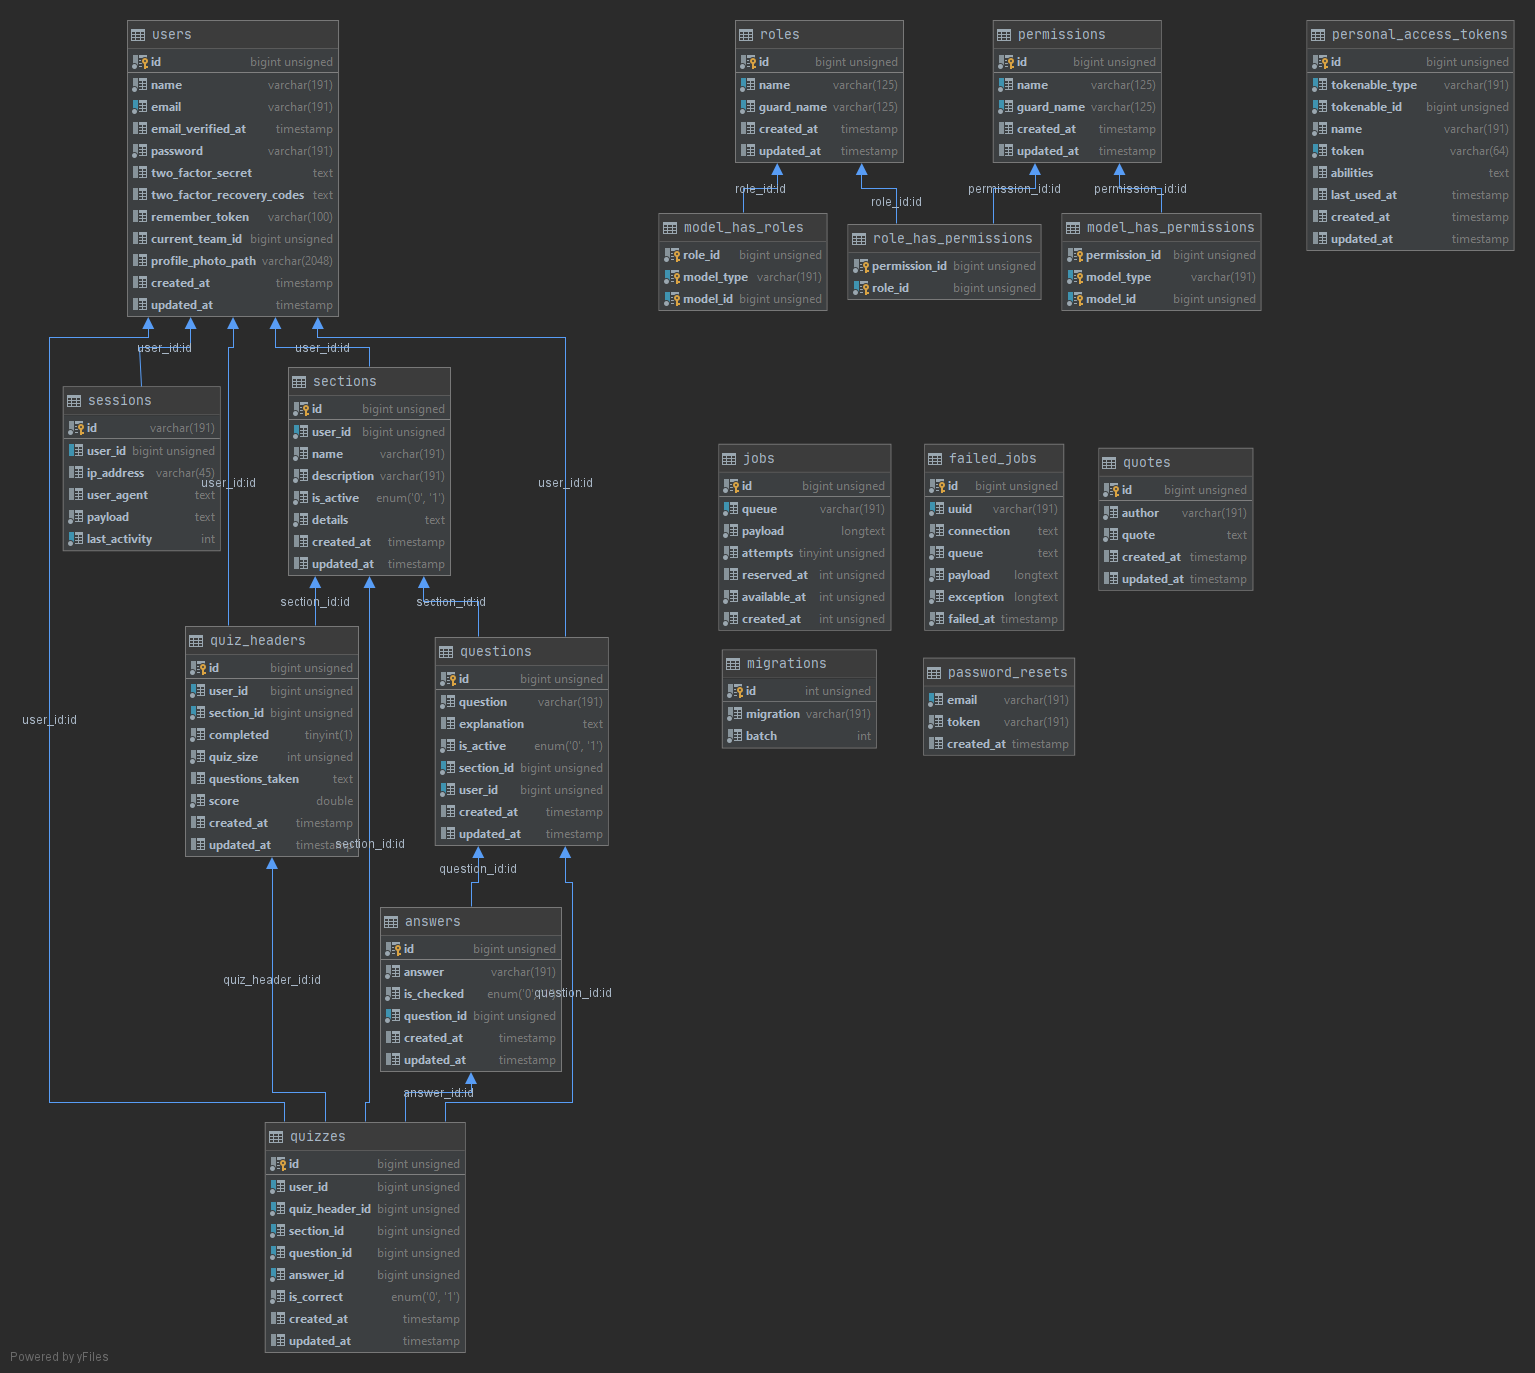 users
id bigint unsigned
name varchar(191)
email varchar(191)
email_verified_at timestamp
password varchar(191)
two_factor_secret text
two_factor_recovery_codes text
remember_token varchar(100)
current_team_id bigint unsigned
profile_photo_path varchar(2048)
created_at timestamp
updated_at timestamp
roles
id bigint unsigned
name varchar(125)
guard_name varchar(125)
created_at timestamp
updated_at timestamp
permissions
id bigint unsigned
name varchar(125)
guard_name varchar(125)
created_at timestamp
updated_at timestamp
personal_access_tokens
id bigint unsigned
tokenable_type varchar(191)
tokenable_id bigint unsigned
name varchar(191)
token varchar(64)
abilities text
last_used_at timestamp
created_at timestamp
updated_at timestamp
role_id:id
role_id:id
permission_id:id
permission_id:id
model_has_roles
role_id bigint unsigned
model_type varchar(191)
model_id bigint unsigned
role_has_permissions
permission_id bigint unsigned
role_id bigint unsigned
model_has_permissions
permission_id bigint unsigned
model_type varchar(191)
model_id bigint unsigned
user_id:id
user_id:id
sessions
id varchar(191)
user_id bigint unsigned
ip_address varchar(45)
user_agent text
payload text
last_activity int
user_id:id
sections
id bigint unsigned
user_id bigint unsigned
name varchar(191)
description varchar(191)
is_active enum('0', '1')
details text
created_at timestamp
updated_at timestamp
user_id:id
jobs
id bigint unsigned
queue varchar(191)
payload longtext
attempts tinyint unsigned
reserved_at int unsigned
available_at int unsigned
created_at int unsigned
failed_jobs
id bigint unsigned
uuid varchar(191)
connection text
queue text
payload longtext
exception longtext
failed_at timestamp
quotes
id bigint unsigned
author varchar(191)
quote text
created_at timestamp
updated_at timestamp
section_id:id
section_id:id
quiz_headers
id bigint unsigned
user_id bigint unsigned
section_id bigint unsigned
completed tinyint(1)
quiz_size int unsigned
questions_taken text
score double
created_at timestamp
updated_at timestamp
section_id:id
user_id:id
questions
id bigint unsigned
question varchar(191)
explanation text
is_active enum('0', '1')
section_id bigint unsigned
user_id bigint unsigned
created_at timestamp
updated_at timestamp
migrations
id int unsigned
migration varchar(191)
batch int
password_resets
email varchar(191)
token varchar(191)
created_at timestamp
question_id:id
answers
id bigint unsigned
answer varchar(191)
is_checked enum('0',
question_id bigint unsigned
created_at timestamp
updated_at timestamp
quiz_header_id:id
question_id:id
answer_id:id
quizzes
id bigint unsigned
user_id bigint unsigned
quiz_header_id bigint unsigned
section_id bigint unsigned
question_id bigint unsigned
answer_id bigint unsigned
is_correct enum('0', '1')
created_at timestamp
updated_at timestamp
Powered by yFiles